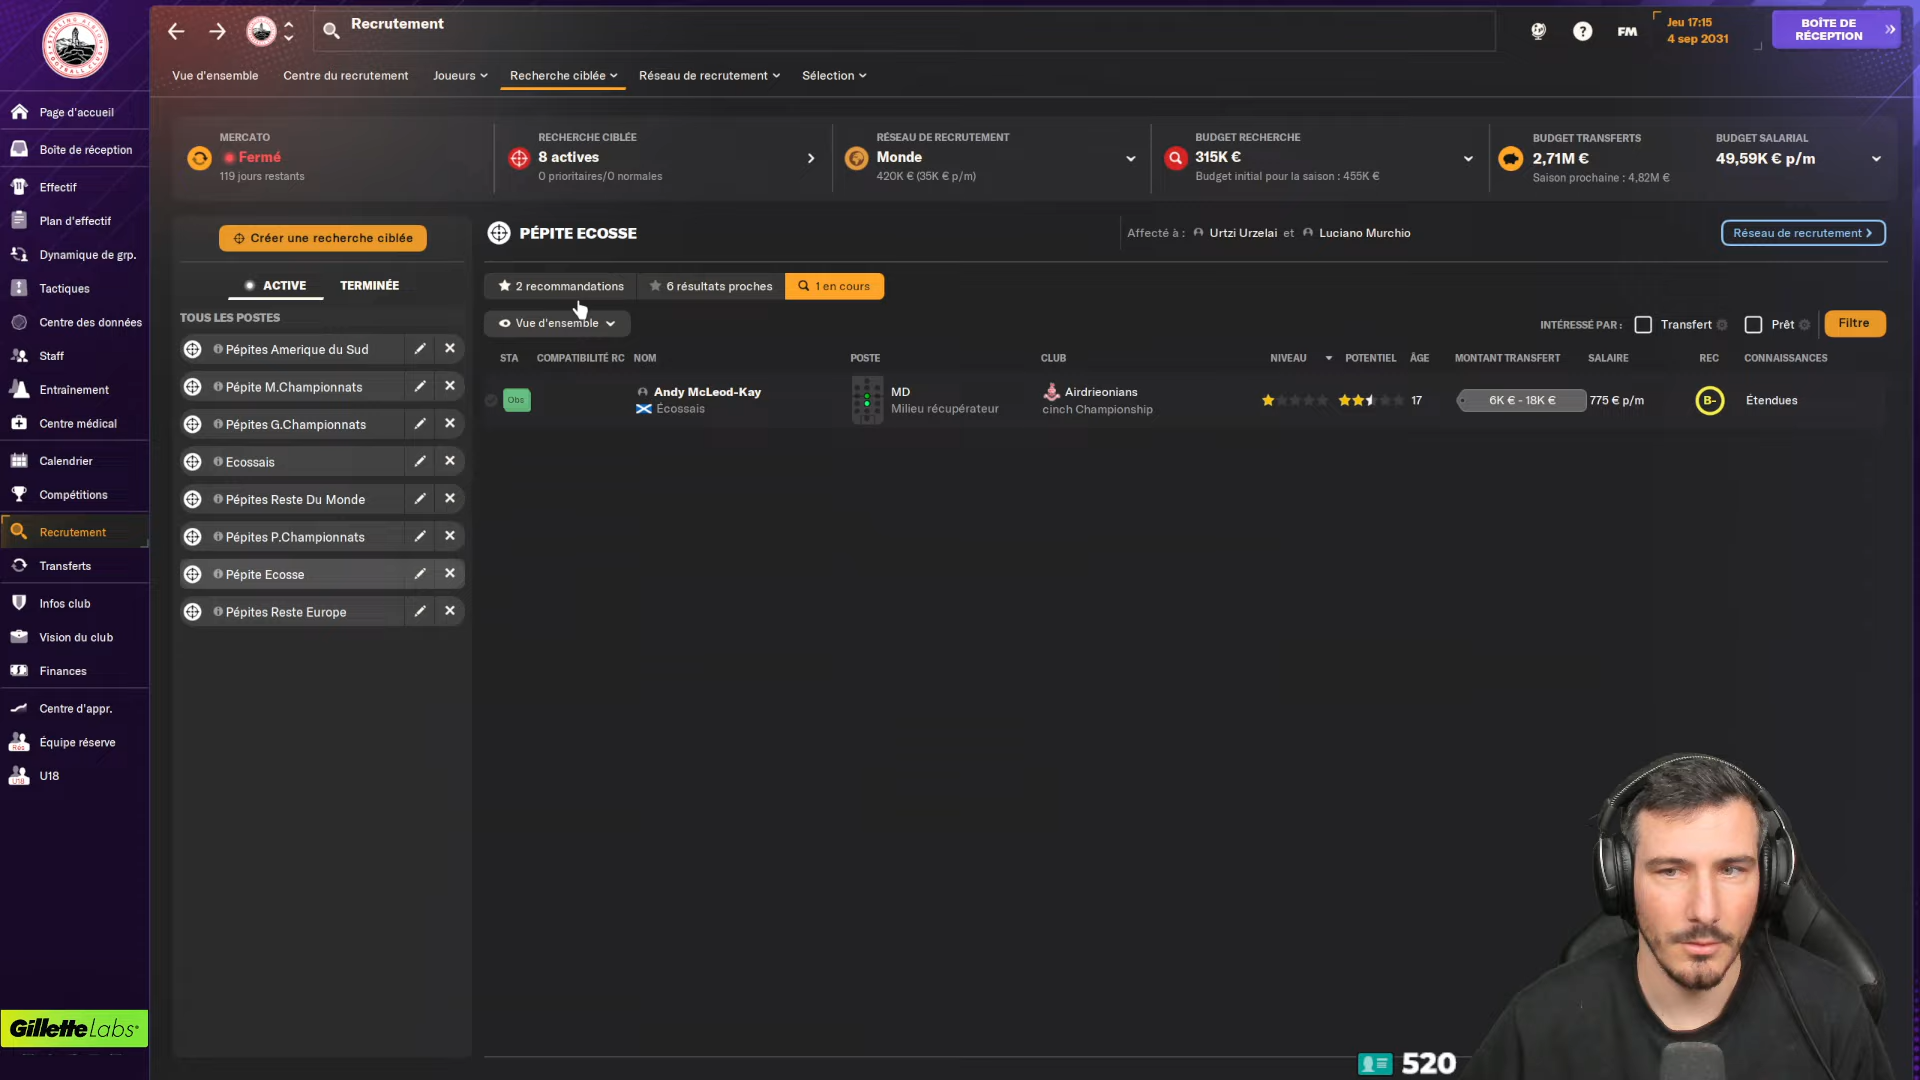 Recrutement
FM
Jeu 17:15
4 sep 2031
BOÎTE DE
RÉCEPTION
Vue d'ensemble
Centre du recrutement
Joueurs
Recherche ciblée
Réseau de recrutement
Sélection
Page d'accueil
Boîte de réception
Effectif
Plan d'effectif
Dynamique de grp.
Tactiques
Centre des données
Staff
Entraînement
Centre médical
Calendrier
Compétitions
Recrutement
Transferts
Infos club
Vision du club
Finances
Centre d'appr.
Équipe réserve
U18
Gillette Labs
MERCATO
Fermé
119 jours restants
RECHERCHE CIBLÉE
8 actives
0 prioritaires/0 normales
RÉSEAU DE RECRUTEMENT
Monde
420K € (35K € p/m)
BUDGET RECHERCHE
315K €
Budget initial pour la saison : 455K €
BUDGET TRANSFERTS
2,71M €
Saison prochaine : 4,82M €
BUDGET SALARIAL
49,59K € p/m
Créer une recherche ciblée
ACTIVE
TERMINÉE
TOUS LES POSTES
Pépites Amerique du Sud
Pépite M.Championnats
Pépites G.Championnats
Ecossais
Pépites Reste Du Monde
Pépites P.Championnats
Pépite Ecosse
Pépites Reste Europe
PÉPITE ECOSSE
Affecté à : Urtzi Urzelai et Luciano Murchio
Réseau de recrutement
2 recommandations
6 résultats proches
1 en cours
Vue d'ensemble
INTÉRESSÉ PAR :
Transfert
Prêt
Filtre
STA
COMPATIBILITÉ RC
NOM
POSTE
CLUB
NIVEAU
POTENTIEL
ÂGE
MONTANT TRANSFERT
SALAIRE
REC
CONNAISSANCES
Obs
Andy McLeod-Kay
Écossais
MD
Milieu récupérateur
Airdrieonians
cinch Championship
17
6K € - 18K €
775 € p/m
B-
Étendues
520